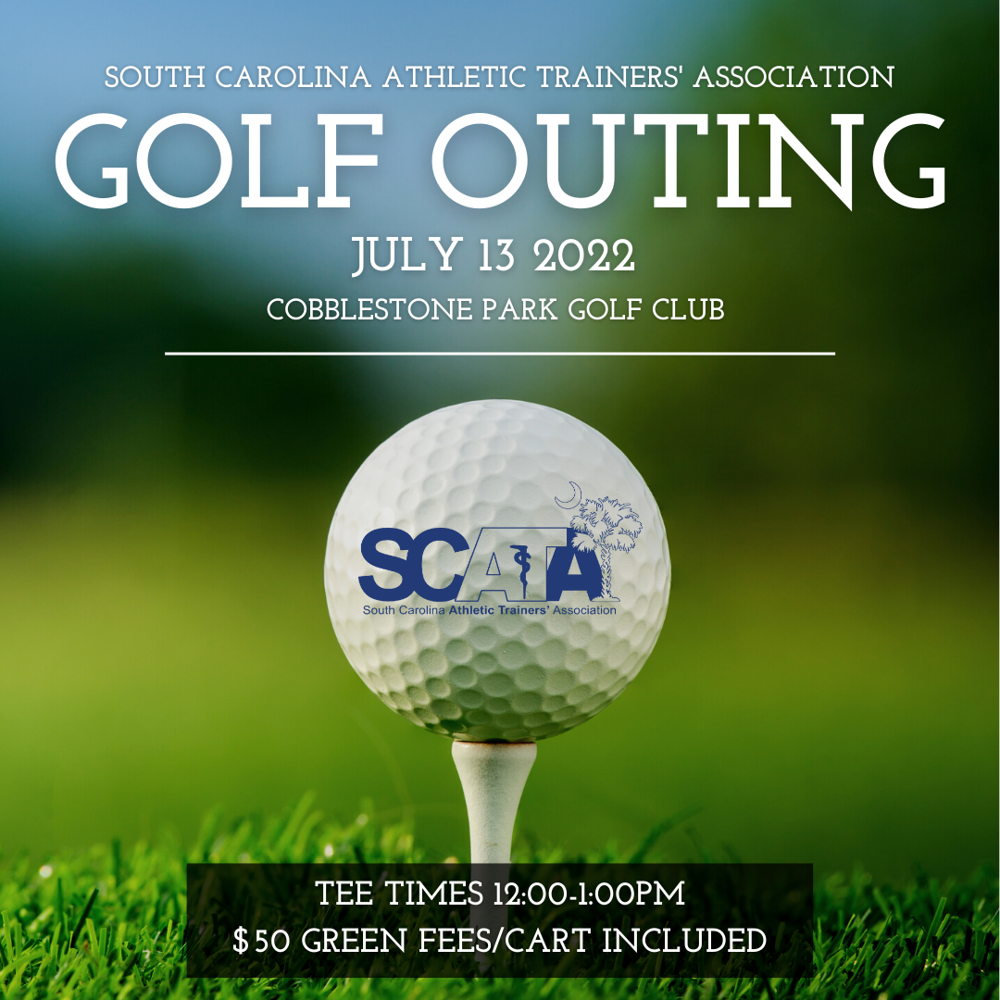 SOUTH CAROLINA ATHLETIC TRAINERS' ASSOCIATION
GOLF OUTING
JULY 13 2022
COBBLESTONE PARK GOLF CLUB
SCATA
South Carolina Athletic Trainers' Association
TEE TIMES 12:00-1:00PM
$50 GREEN FEES/CART INCLUDED